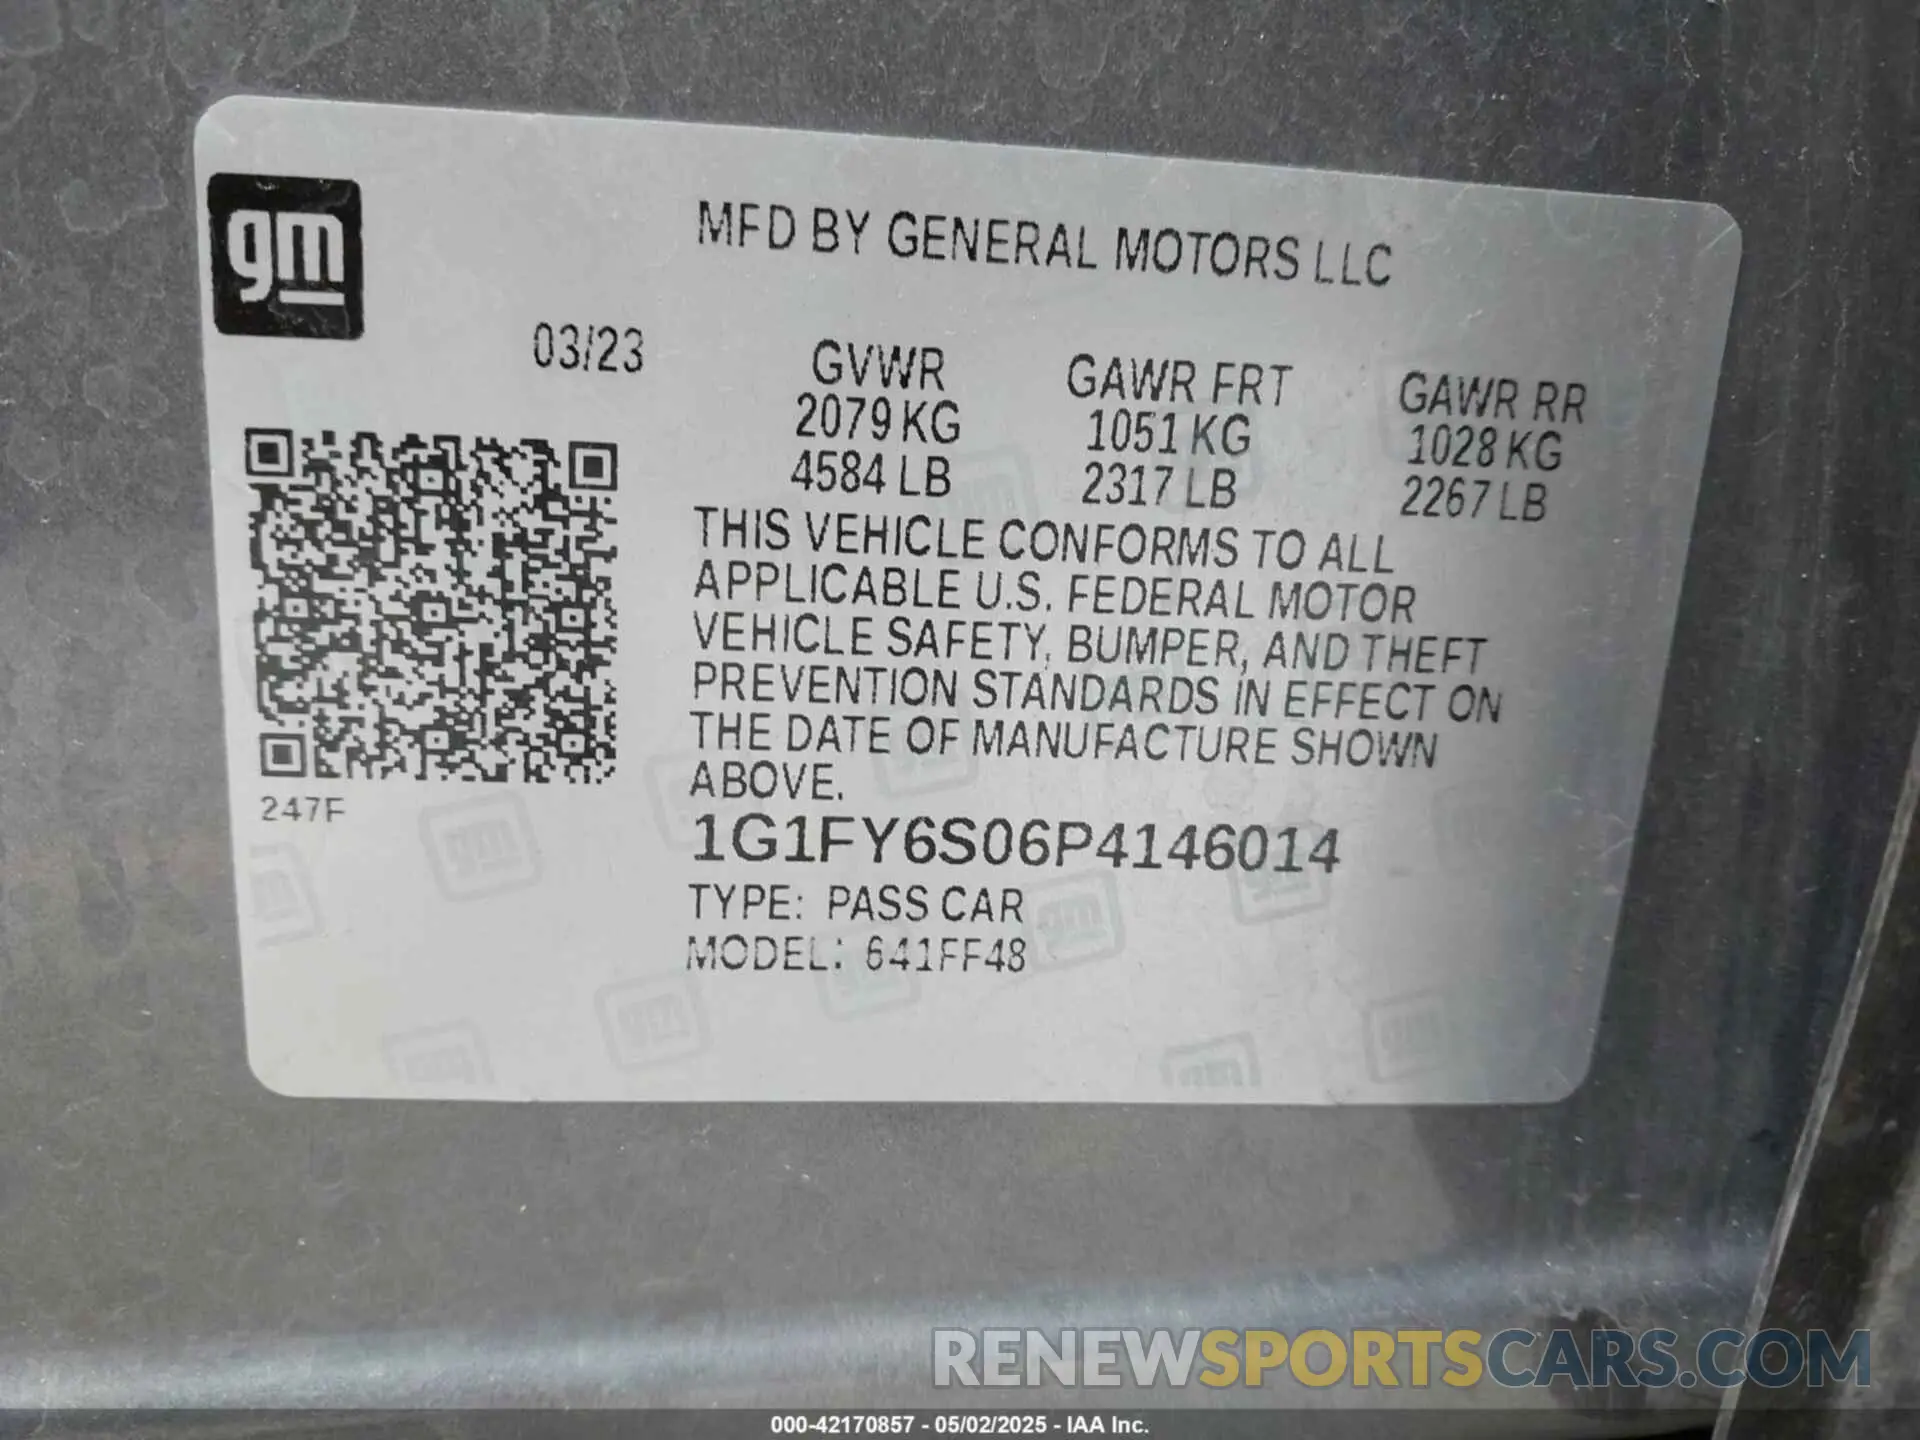 gm
MFD BY GENERAL MOTORS LLC
03/23
GVWR GAWR FRT GAWR RR
2079 KG 1051 KG 1028 KG
4584 LB 2317 LB 2267 LB
THIS VEHICLE CONFORMS TO ALL
APPLICABLE U.S. FEDERAL MOTOR
VEHICLE SAFETY, BUMPER, AND THEFT
PREVENTION STANDARDS IN EFFECT ON
THE DATE OF MANUFACTURE SHOWN
ABOVE.
247F
1G1FY6S06P4146014
TYPE: PASS CAR
MODEL: 641FF48
RENEWSPORTSCARS.COM
000-42170857 - 05/02/2025 - IAA Inc.